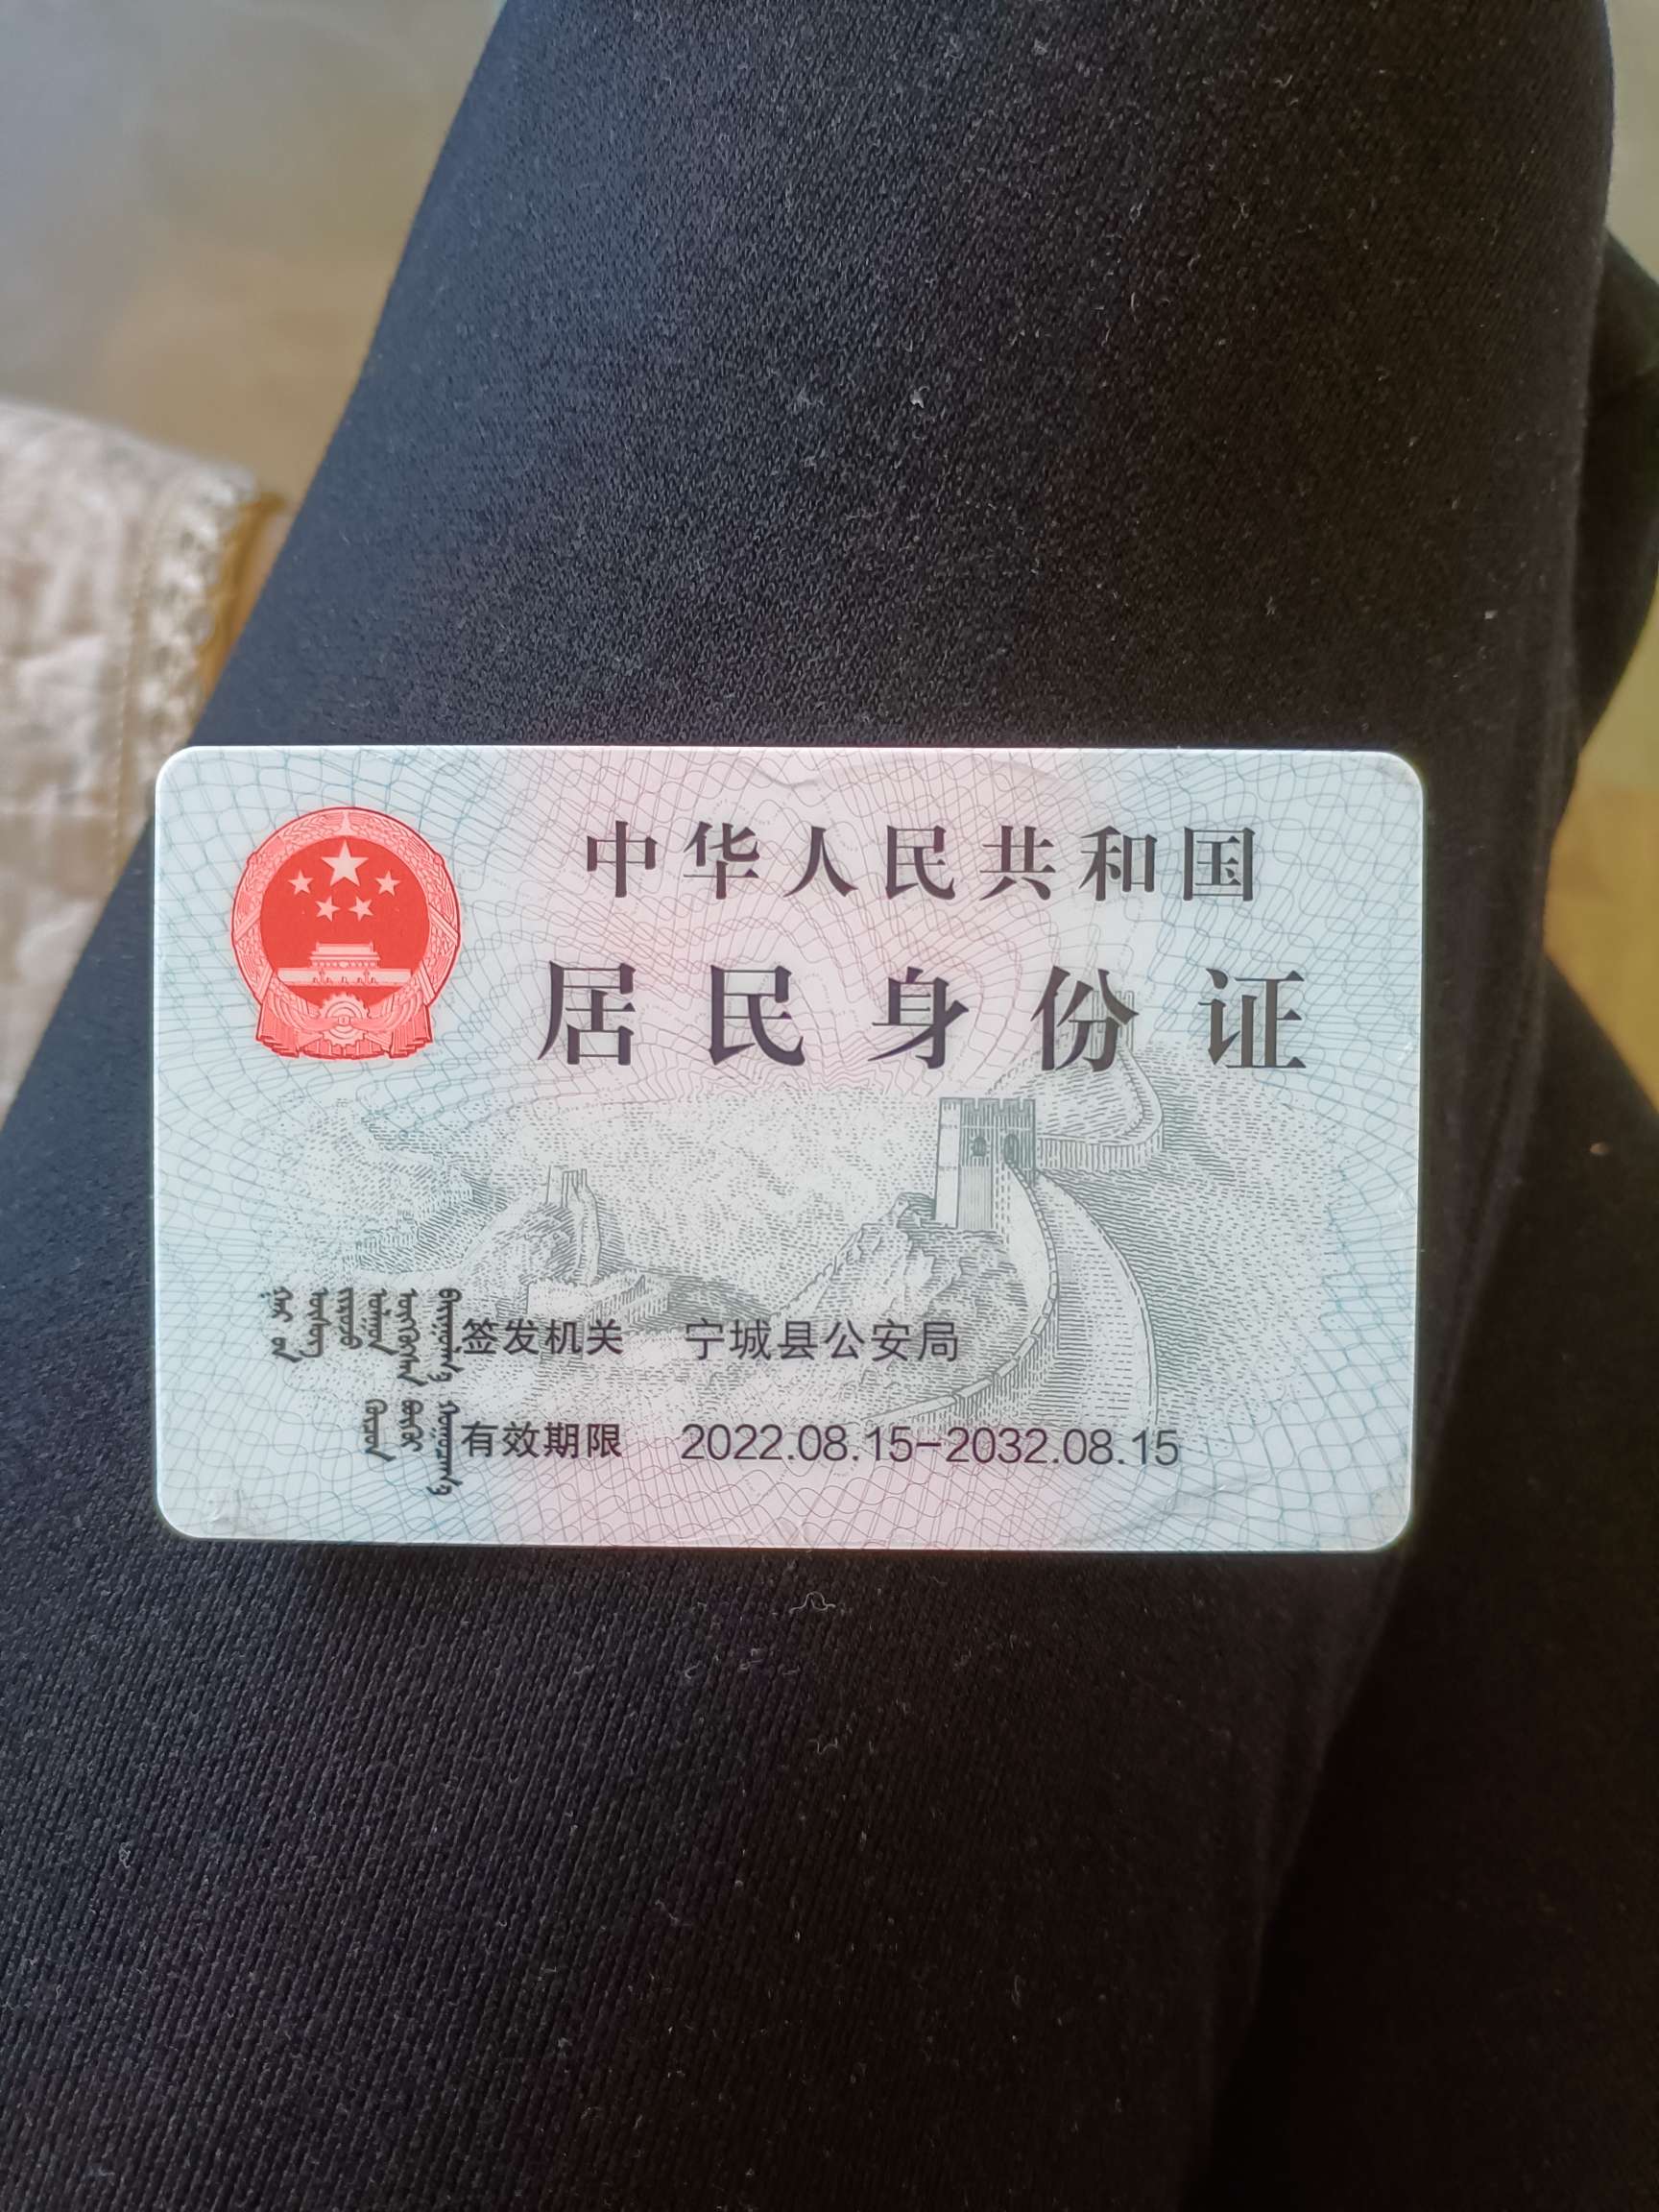 中华人民共和国
居民身份证
签发机关 宁城县公安局
有效期限 2022.08.15-2032.08.15